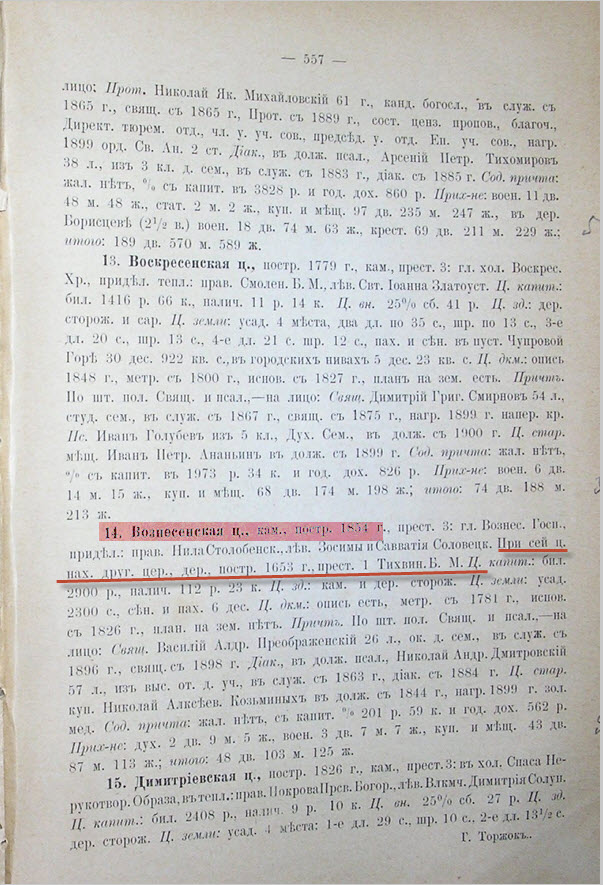 — 557 —
лицо: Прот. Николай Як. Михайловскій 61 г., канд. богосл., въ служ. съ
1865 г., свящ. съ 1865 г., Прот. съ 1889 г., сост. ценз. пропов., благоч.,
Директ. тюрем. отд., чл. у. уч. сов., предсѣд. у. отд. Еп. уч. сов., нагр.
1899 орд. Св. Ан. 2 ст. Діак., въ долж. псал., Арсеній Петр. Тихомировъ
38 л., изъ 3 кл. д. сем., въ служ. съ 1883 г., діак. съ 1885 г. Сод. причта:
жал. нѣтъ, % съ капит. въ 3828 р. и год. дох. 860 р. Прих-не: воен. 11 дв.
48 м. 48 ж., стат. 2 м. 2 ж., куп. и мѣщ. 97 дв. 235 м. 247 ж., въ дер.
Борисцевѣ (2½ в.) воен. 18 дв. 74 м. 63 ж., крест. 69 дв. 211 м. 229 ж.;
итого: 189 дв. 570 м. 589 ж.
13. Воскресенская ц., постр. 1779 г., кам., прест. 3: гл. хол. Воскрес.
Хр., придѣл. тепл.: прав. Смолен. Б. М., лѣв. Свт. Іоанна Златоуст. Ц. капит.:
бил. 1416 р. 66 к., налич. 11 р. 14 к. Ц. вн. 25% сб. 41 р. Ц. зд.: дер.
сторож. и сар. Ц. земли: усад. 4 мѣста, два дл. по 35 с., шр. по 13 с., 3-е
дл. 20 с., шр. 13 с., 4-е дл. 21 с. шр. 12 с., пах. и сѣн. въ пуст. Чупровой
Горѣ 30 дес. 922 кв. с., въ городскихъ нивахъ 5 дес. 23 кв. с. Ц. дкм.: опись
1848 г., метр. съ 1800 г., испов. съ 1827 г., планъ на зем. есть. Причтъ.
По шт. пол. Свящ. и псал.,—на лицо: Свящ. Димитрій Григ. Смирновъ 54 л.,
студ. сем., въ служ. съ 1867 г., свящ. съ 1875 г., нагр. 1899 г. напер. кр.
Пс. Иванъ Голубевъ изъ 5 кл, Дух. Сем., въ долж. съ 1900 г. Ц. стар.
мѣщ. Иван Петр. Ананьинъ въ долж. съ 1899 г. Сод. причта: жал. нѣтъ,
% съ капит. въ 1973 р. 34 к. и год. дох. 826 р. Прих-не: воен. 6 дв.
14 м. 15 ж., куп. и мѣщ. 68 дв. 174 м. 198 ж.; итого: 74 дв. 188 м.
213 ж.
14. Вознесенская ц., кам., постр. 1854 г., прест. 3: гл. Вознес. Госп.,
придѣл.: прав. Нила Столобенск., лѣв. Зосимы и Савватія Соловецк. При сей ц.
нах. друг. цер., дер., постр. 1653 г., прест. 1 Тихвин. Б. М. Ц. капит.: бил.
2900 р., налич. 112 р. 23 к. Ц. зд.: кам. и дер. сторож. Ц. земли: усад.
2300 с., сѣн. и пах. 6 дес. Ц. дкм.: опись есть, метр. съ 1781 г., испов.
съ 1826 г., план. на зем. нѣтъ. Причтъ. По шт. пол. Свящ. и псал.,—на
лицо: Свящ. Василій Алдр. Преображенскій 26 л., ок. д. сем., въ служ. съ
1896 г., свящ. съ 1898 г. Діак., въ долж. псал., Николай Андр. Дмитровскій
57 л., изъ выс. от. д. уч., въ служ. съ 1863 г., діак. съ 1884 г. Ц. стар.
куп. Николай Алксѣев. Козьминыхъ въ долж. съ 1844 г., нагр. 1899 г. зол.
мед. Сод. причта: жал. нѣтъ, съ капит. % 201 р. 59 к. и год. дох. 562 р.
Прих-не: дух. 2 дв. 9 м. 5 ж., воен. 3 дв. 7 м. 7 ж., куп. и мѣщ. 43 дв.
87 м. 113 ж.; итого: 48 дв. 103 м. 125 ж.
15. Димитріевская ц., постр. 1826 г., кам., прест. 3: въ хол. Спаса Не-
рукотвор. Образа, въ тепл.: прав. Покрова Прсв. Богор., лѣв. Влкмч. Димитрія Солун.
Ц. капит.: бил. 2408 р., налич. 9 р. 10 к. Ц. вн. 25% сб. 27 р. Ц. зд.
дер. сторож. Ц. земли: усад. 4 мѣста: 1-е дл. 29 с., шр. 10 с., 2-е дл. 13½ с.
Г. Торжок..